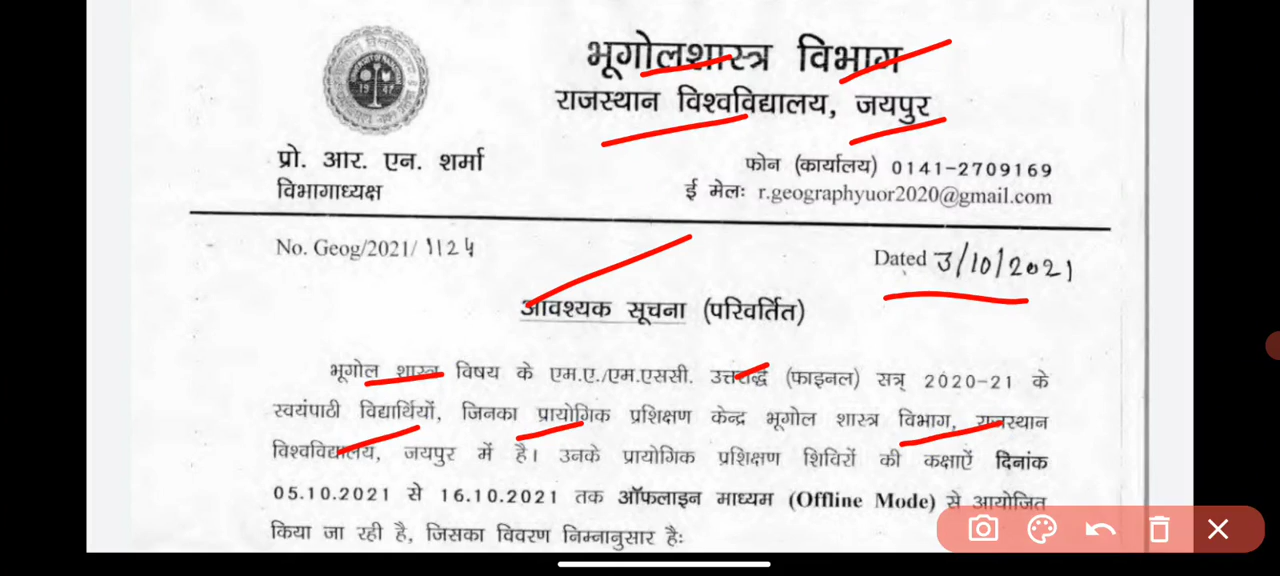 भूगोलशास्त्र विभाग
राजस्थान विश्वविद्यालय, जयपुर
प्रो. आर. एन. शर्मा
विभागाध्यक्ष
फोन (कार्यालय) 0141-2709169
ई मेलः r.geographyuor2020@gmail.com
No. Geog/2021/ 1124
Dated 3/10/2021
आवश्यक सूचना (परिवर्तित)
भूगोल शास्त्र विषय के एम.ए./एम.एससी. उत्तरार्द्ध (फाइनल) सत्र् 2020-21 के
स्वयंपाठी विद्यार्थियों, जिनका प्रायोगिक प्रशिक्षण केन्द्र भूगोल शास्त्र विभाग, राजस्थान
विश्वविद्यालय, जयपुर में है। उनके प्रायोगिक प्रशिक्षण शिविरों की कक्षाऐं दिनांक
05.10.2021 से 16.10.2021 तक ऑफलाइन माध्यम (Offline Mode) से आयोजित
किया जा रही है, जिसका विवरण निम्नानुसार हैः